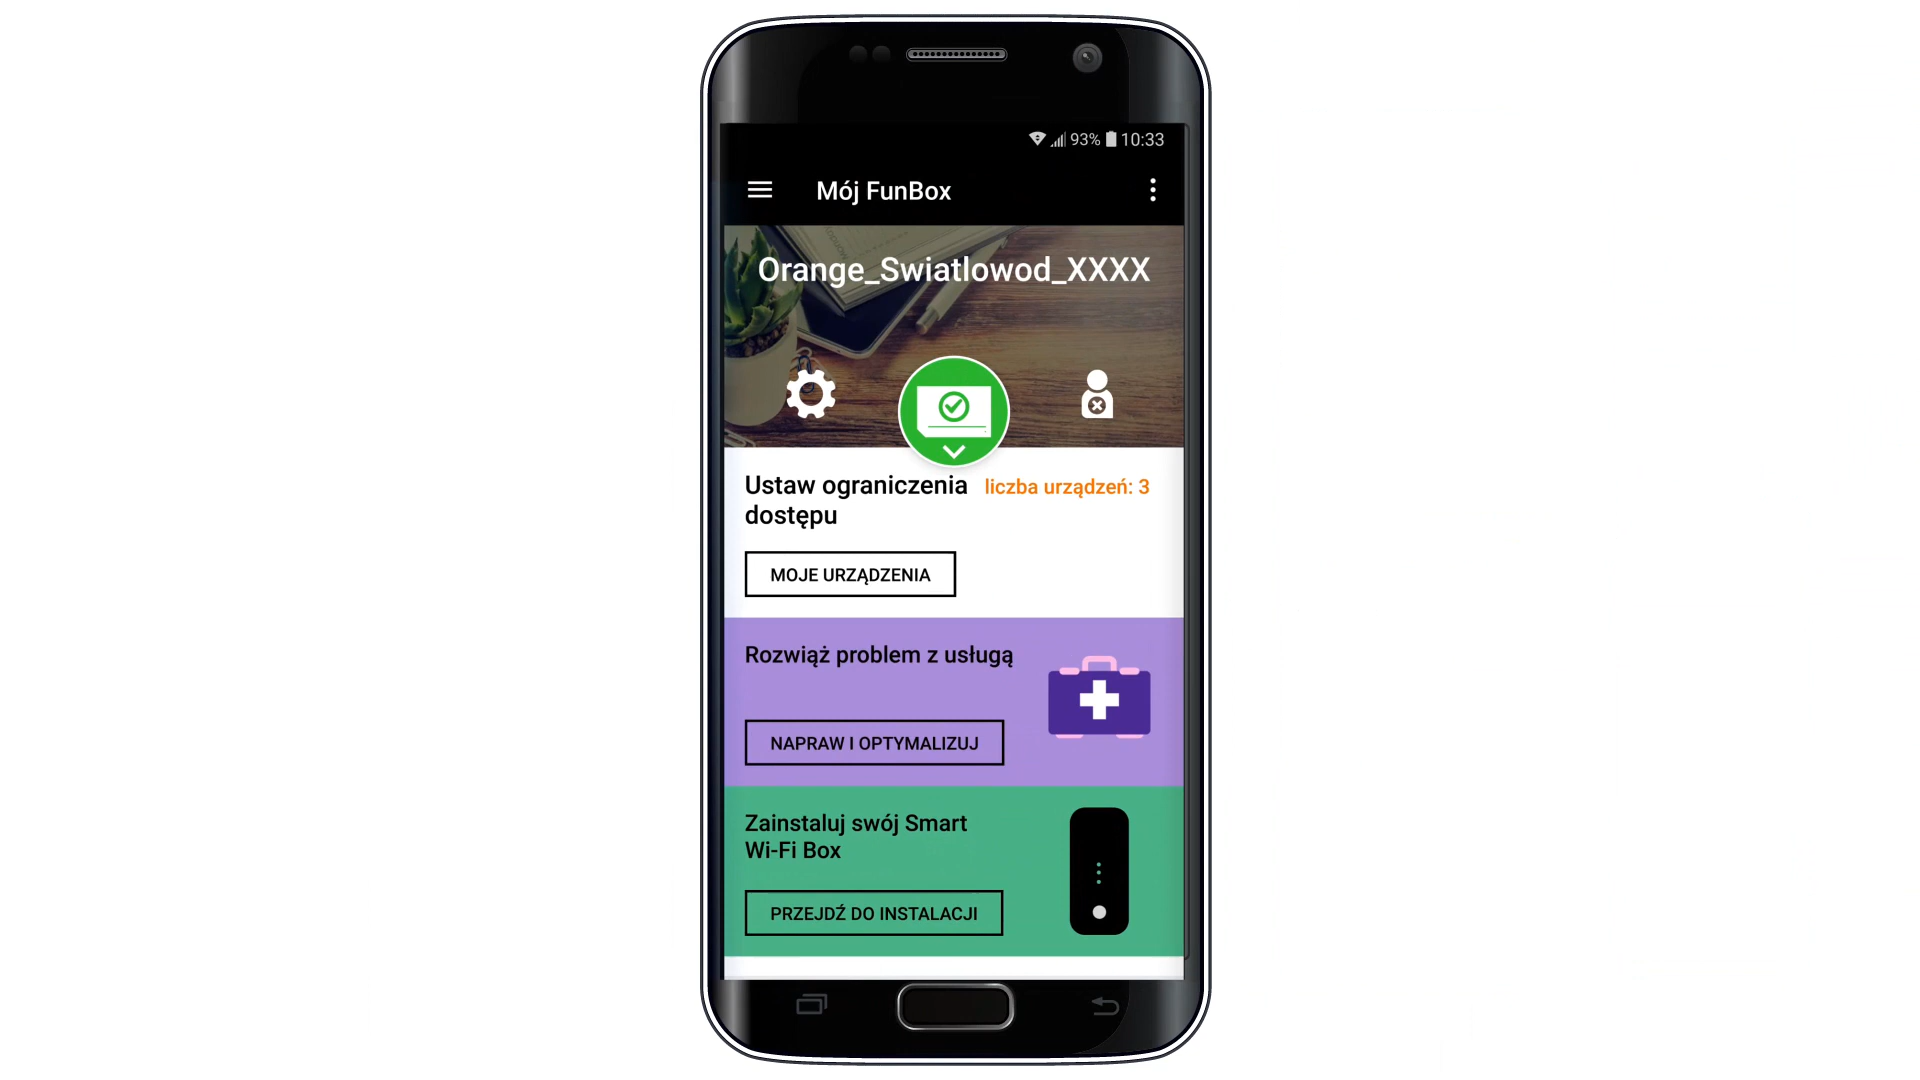 93% 10:33
Mój FunBox
Orange_Swiatlowod_XXXX
Ustaw ograniczenia liczba urządzeń: 3
dostępu
MOJE URZĄDZENIA
Rozwiąż problem z usługą
NAPRAW I OPTYMALIZUJ
Zainstaluj swój Smart
Wi-Fi Box
PRZEJDŹ DO INSTALACJI